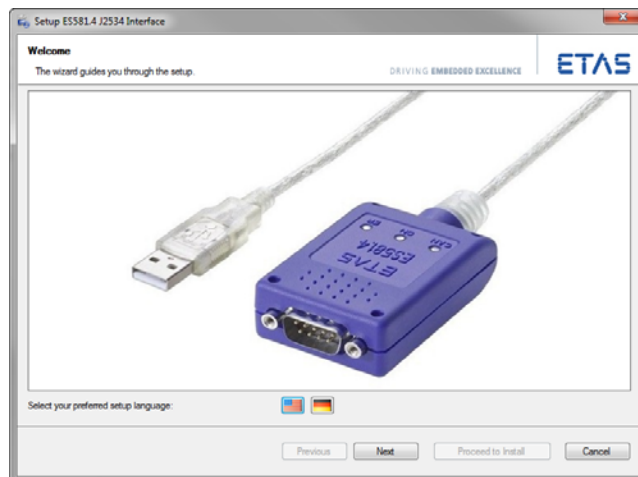 Setup ES581.4 J2534 Interface
Welcome
The wizard guides you through the setup.
DRIVING EMBEDDED EXCELLENCE
ETAS
CAN
ETAS
ES581.4
Select your preferred setup language:
Previous
Next
Proceed to Install
Cancel